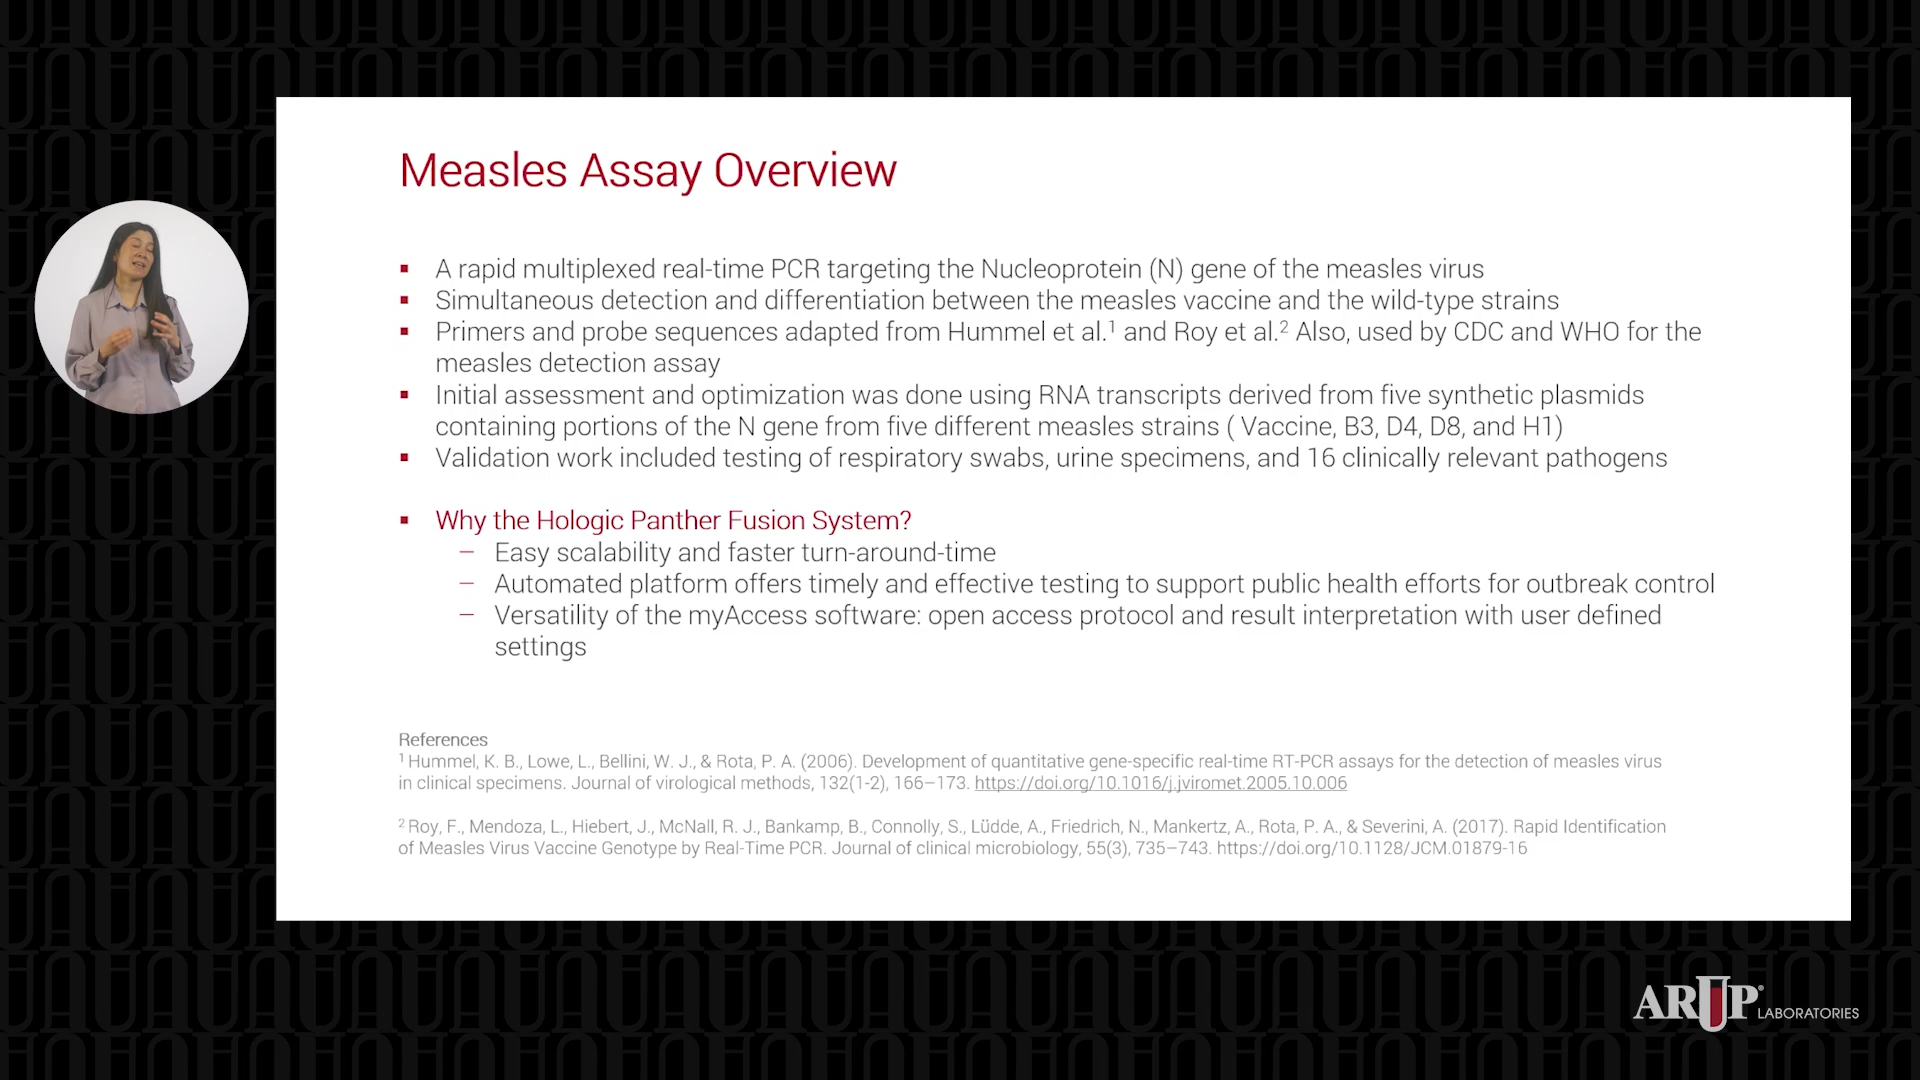 Measles Assay Overview
▪ A rapid multiplexed real-time PCR targeting the Nucleoprotein (N) gene of the measles virus
▪ Simultaneous detection and differentiation between the measles vaccine and the wild-type strains
▪ Primers and probe sequences adapted from Hummel et al.¹ and Roy et al.² Also, used by CDC and WHO for the
measles detection assay
▪ Initial assessment and optimization was done using RNA transcripts derived from five synthetic plasmids
containing portions of the N gene from five different measles strains ( Vaccine, B3, D4, D8, and H1)
▪ Validation work included testing of respiratory swabs, urine specimens, and 16 clinically relevant pathogens
▪ Why the Hologic Panther Fusion System?
– Easy scalability and faster turn-around-time
– Automated platform offers timely and effective testing to support public health efforts for outbreak control
– Versatility of the myAccess software: open access protocol and result interpretation with user defined
settings
References
¹ Hummel, K. B., Lowe, L., Bellini, W. J., & Rota, P. A. (2006). Development of quantitative gene-specific real-time RT-PCR assays for the detection of measles virus
in clinical specimens. Journal of virological methods, 132(1-2), 166–173. https://doi.org/10.1016/j.jviromet.2005.10.006
² Roy, F., Mendoza, L., Hiebert, J., McNall, R. J., Bankamp, B., Connolly, S., Lüdde, A., Friedrich, N., Mankertz, A., Rota, P. A., & Severini, A. (2017). Rapid Identification
of Measles Virus Vaccine Genotype by Real-Time PCR. Journal of clinical microbiology, 55(3), 735–743. https://doi.org/10.1128/JCM.01879-16
ARUP® LABORATORIES